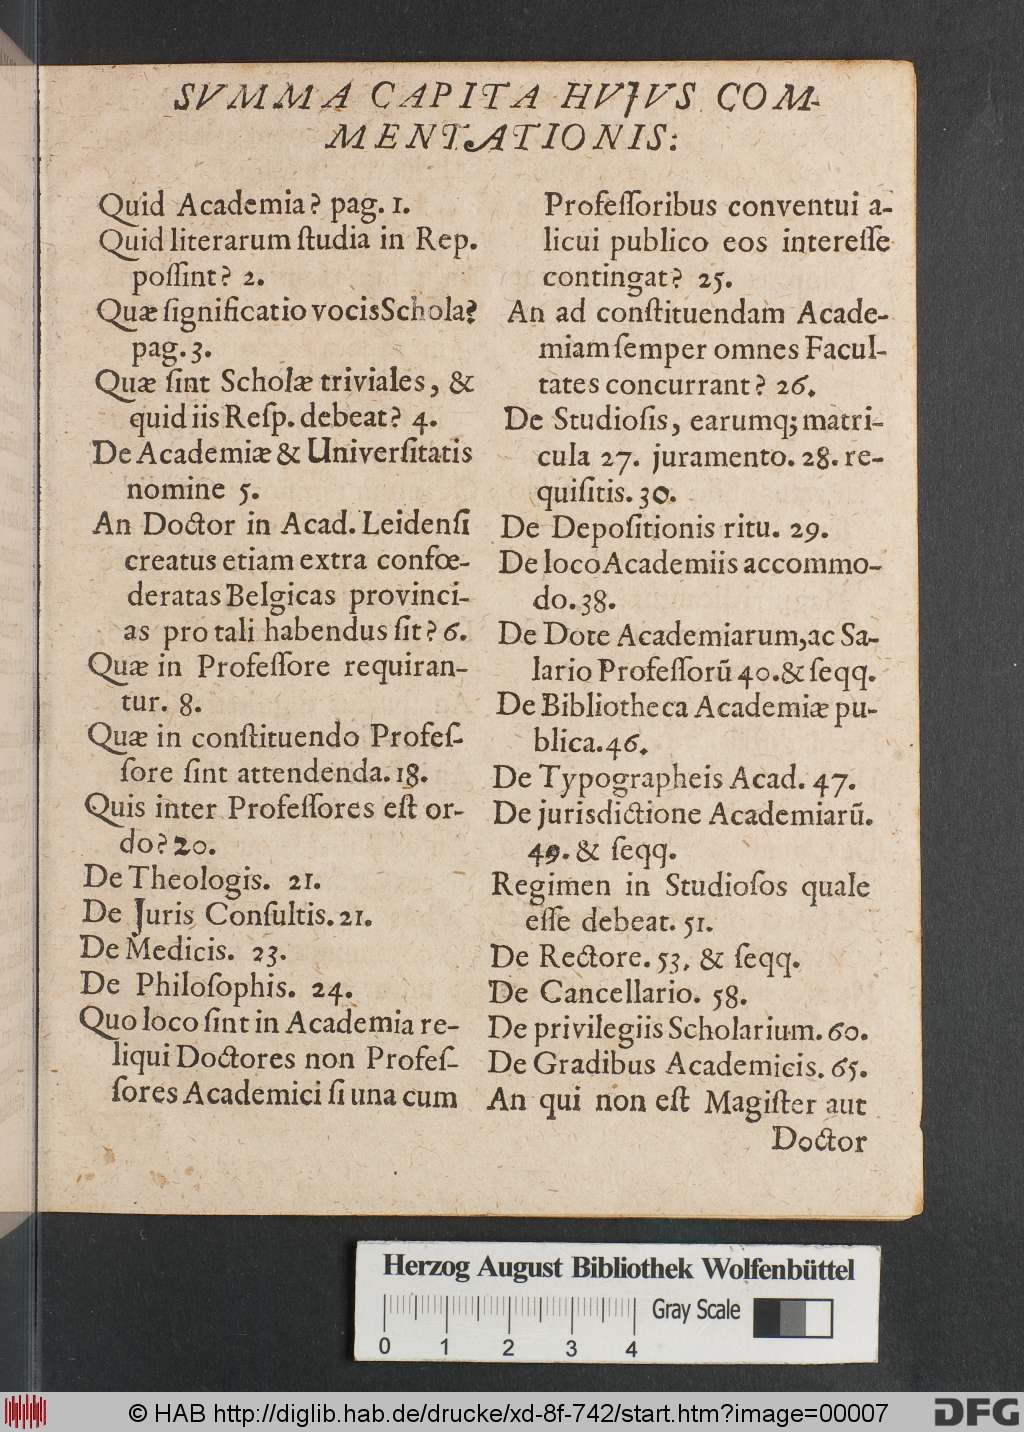 SVMMA CAPITA HVJVS COM-
MENTATIONIS:
Quid Academia? pag. 1.
Quid literarum ſtudia in Rep.
poſſint? 2.
Quæ ſignificatio vocis Schola?
pag. 3.
Quæ ſint Scholæ triviales, &
quid iis Reſp. debeat? 4.
De Academiæ & Univerſitatis
nomine 5.
An Doctor in Acad. Leidenſi
creatus etiam extra confœ-
deratas Belgicas provinci-
as pro tali habendus ſit? 6.
Quæ in Profeſſore requiran-
tur. 8.
Quæ in conſtituendo Profeſ-
ſore ſint attendenda. 18.
Quis inter Profeſſores eſt or-
do? 20.
De Theologis. 21.
De Juris Conſultis. 21.
De Medicis. 23.
De Philoſophis. 24.
Quo loco ſint in Academia re-
liqui Doctores non Profeſ-
ſores Academici ſi una cum
Profeſſoribus conventui a-
licui publico eos intereſſe
contingat? 25.
An ad conſtituendam Acade-
miam ſemper omnes Facul-
tates concurrant? 26.
De Studioſis, earumq; matri-
cula 27. juramento. 28. re-
quiſitis. 30.
De Depoſitionis ritu. 29.
De loco Academiis accommo-
do. 38.
De Dote Academiarum, ac Sa-
lario Profeſſorũ 40. & ſeqq.
De Bibliotheca Academiæ pu-
blica. 46.
De Typographeis Acad. 47.
De jurisdictione Academiarũ.
49. & ſeqq.
Regimen in Studioſos quale
eſſe debeat. 51.
De Rectore. 53. & ſeqq.
De Cancellario. 58.
De privilegiis Scholarium. 60.
De Gradibus Academicis. 65.
An qui non eſt Magiſter aut
Doctor
Herzog August Bibliothek Wolfenbüttel
Gray Scale
0 1 2 3 4
© HAB http://diglib.hab.de/drucke/xd-8f-742/start.htm?image=00007
DFG